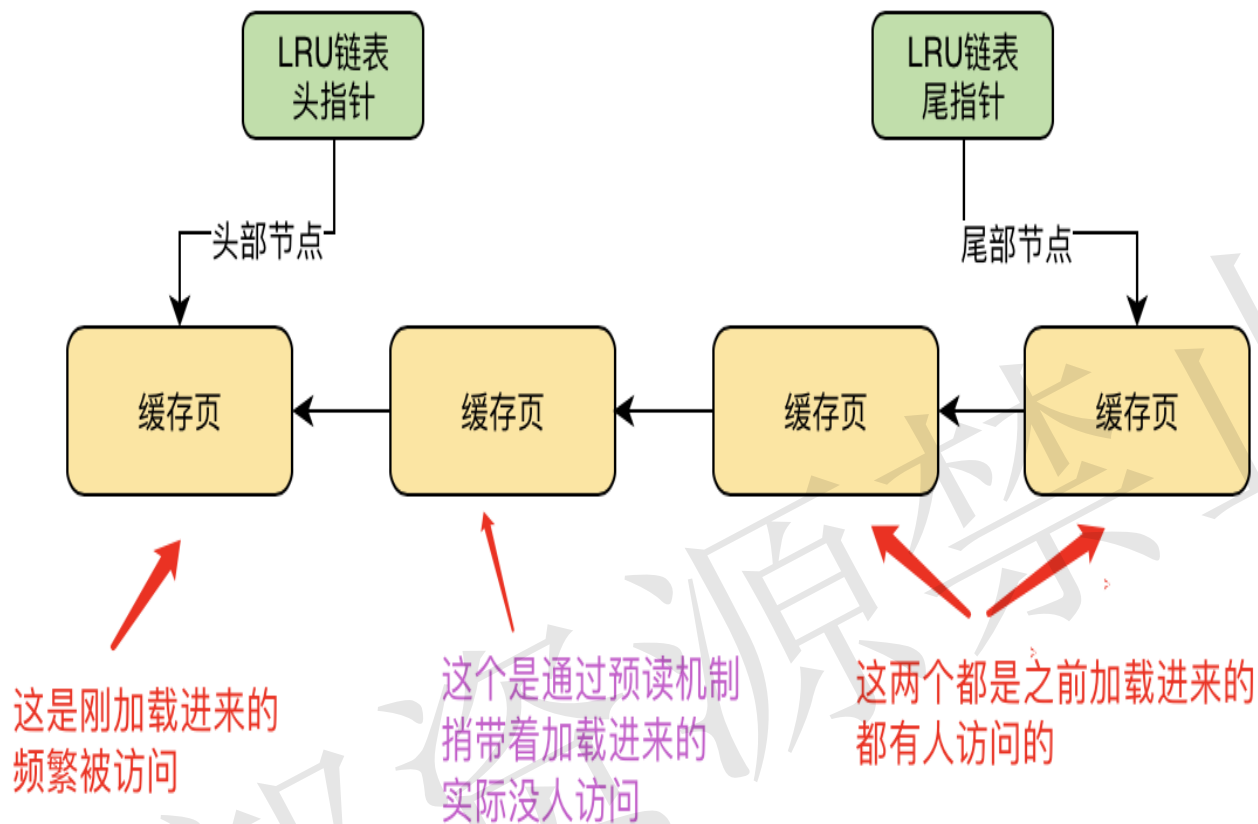 LRU链表
头指针
LRU链表
尾指针
头部节点
尾部节点
缓存页
缓存页
缓存页
缓存页
这是刚加载进来的
频繁被访问
这个是通过预读机制
捎带着加载进来的
实际没人访问
这两个都是之前加载进来的
都有人访问的
资源禁